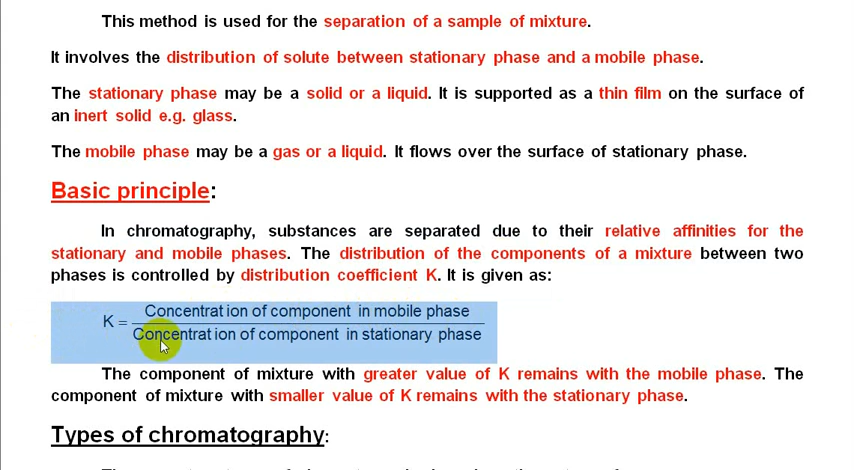 This method is used for the separation of a sample of mixture.
It involves the distribution of solute between stationary phase and a mobile phase.
The stationary phase may be a solid or a liquid. It is supported as a thin film on the surface of
an inert solid e.g. glass.
The mobile phase may be a gas or a liquid. It flows over the surface of stationary phase.
Basic principle:
In chromatography, substances are separated due to their relative affinities for the
stationary and mobile phases. The distribution of the components of a mixture between two
phases is controlled by distribution coefficient K. It is given as:
Concentrat ion of component in mobile phase
K =
Concentrat ion of component in stationary phase
The component of mixture with greater value of K remains with the mobile phase. The
component of mixture with smaller value of K remains with the stationary phase.
Types of chromatography: